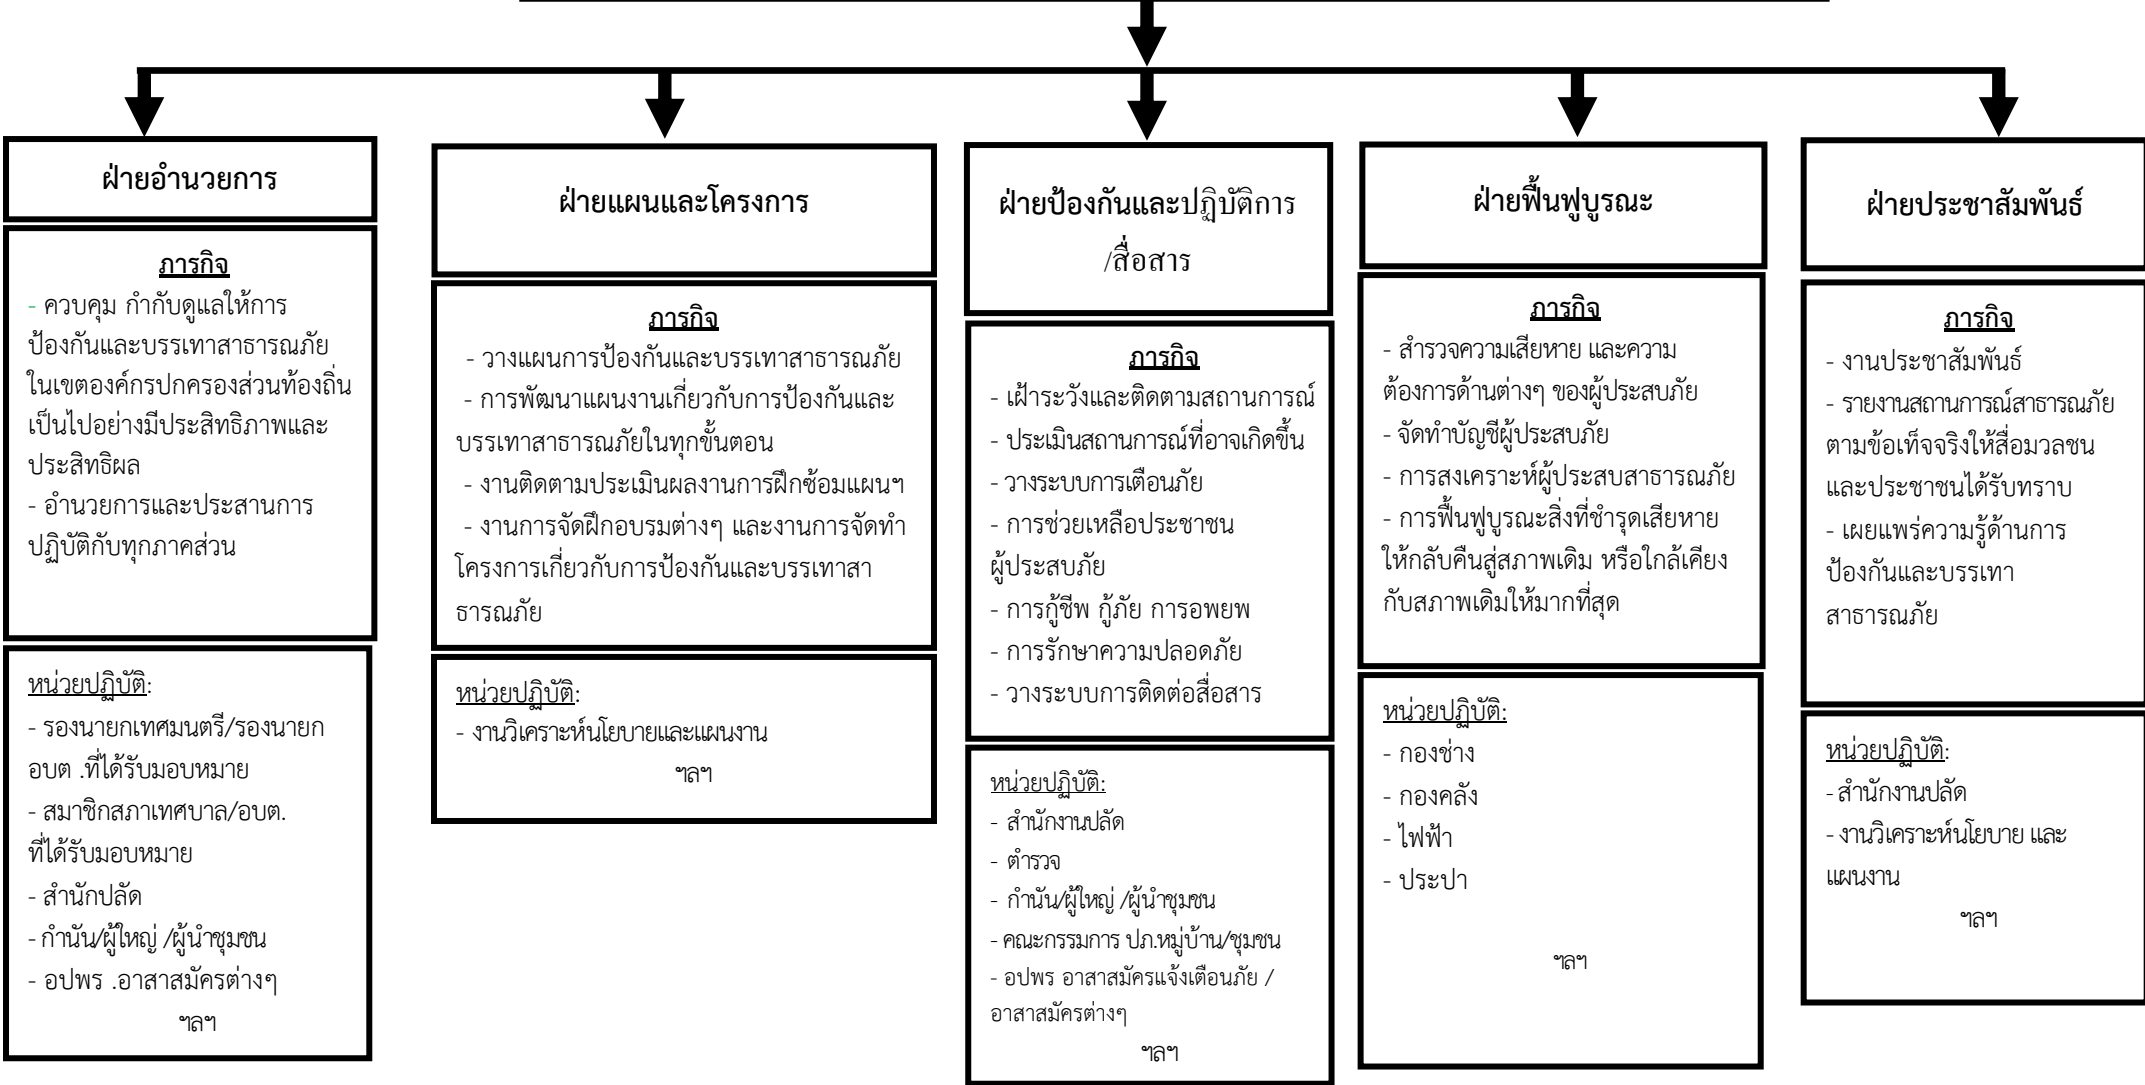 ฝ่ายอำนวยการ
ภารกิจ
- ควบคุม กำกับดูแลให้การ
ป้องกันและบรรเทาสาธารณภัย
ในเขตองค์กรปกครองส่วนท้องถิ่น
เป็นไปอย่างมีประสิทธิภาพและ
ประสิทธิผล
- อำนวยการและประสานการ
ปฏิบัติกับทุกภาคส่วน
หน่วยปฏิบัติ:
- รองนายกเทศมนตรี/รองนายก
อบต .ที่ได้รับมอบหมาย
- สมาชิกสภาเทศบาล/อบต.
ที่ได้รับมอบหมาย
- สำนักปลัด
- กำนัน/ผู้ใหญ่ /ผู้นำชุมชน
- อปพร .อาสาสมัครต่างๆ
ฯลฯ
ฝ่ายแผนและโครงการ
ภารกิจ
- วางแผนการป้องกันและบรรเทาสาธารณภัย
- การพัฒนาแผนงานเกี่ยวกับการป้องกันและ
บรรเทาสาธารณภัยในทุกขั้นตอน
- งานติดตามประเมินผลงานการฝึกซ้อมแผนฯ
- งานการจัดฝึกอบรมต่างๆ และงานการจัดทำ
โครงการเกี่ยวกับการป้องกันและบรรเทาสา
ธารณภัย
หน่วยปฏิบัติ:
- งานวิเคราะห์นโยบายและแผนงาน
ฯลฯ
ฝ่ายป้องกันและปฏิบัติการ
/สื่อสาร
ภารกิจ
- เฝ้าระวังและติดตามสถานการณ์
- ประเมินสถานการณ์ที่อาจเกิดขึ้น
- วางระบบการเตือนภัย
- การช่วยเหลือประชาชน
ผู้ประสบภัย
- การกู้ชีพ กู้ภัย การอพยพ
- การรักษาความปลอดภัย
- วางระบบการติดต่อสื่อสาร
หน่วยปฏิบัติ:
- สำนักงานปลัด
- ตำรวจ
- กำนัน/ผู้ใหญ่ /ผู้นำชุมชน
- คณะกรรมการ ปภ.หมู่บ้าน/ชุมชน
- อปพร อาสาสมัครแจ้งเตือนภัย /
อาสาสมัครต่างๆ
ฯลฯ
ฝ่ายฟื้นฟูบูรณะ
ภารกิจ
- สำรวจความเสียหาย และความ
ต้องการด้านต่างๆ ของผู้ประสบภัย
- จัดทำบัญชีผู้ประสบภัย
- การสงเคราะห์ผู้ประสบสาธารณภัย
- การฟื้นฟูบูรณะสิ่งที่ชำรุดเสียหาย
ให้กลับคืนสู่สภาพเดิม หรือใกล้เคียง
กับสภาพเดิมให้มากที่สุด
หน่วยปฏิบัติ:
- กองช่าง
- กองคลัง
- ไฟฟ้า
- ประปา
ฯลฯ
ฝ่ายประชาสัมพันธ์
ภารกิจ
- งานประชาสัมพันธ์
- รายงานสถานการณ์สาธารณภัย
ตามข้อเท็จจริงให้สื่อมวลชน
และประชาชนได้รับทราบ
- เผยแพร่ความรู้ด้านการ
ป้องกันและบรรเทา
สาธารณภัย
หน่วยปฏิบัติ:
- สำนักงานปลัด
- งานวิเคราะห์นโยบาย และ
แผนงาน
ฯลฯ